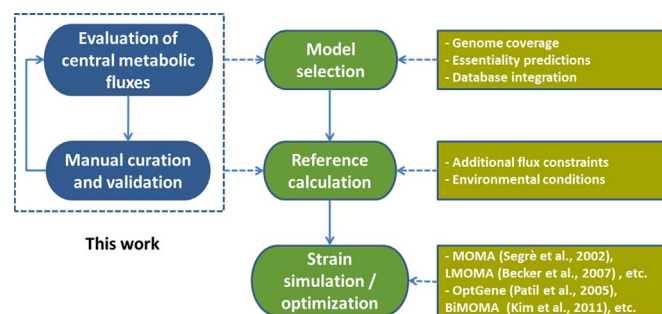 Evaluation of
central metabolic
fluxes
Manual curation
and validation
This work
Model
selection
Reference
calculation
Strain
simulation /
optimization
- Genome coverage
- Essentiality predictions
- Database integration
- Additional flux constraints
- Environmental conditions
- MOMA (Segrè et al., 2002),
LMOMA (Becker et al., 2007) , etc.
- OptGene (Patil et al., 2005),
BiMOMA (Kim et al., 2011), etc.